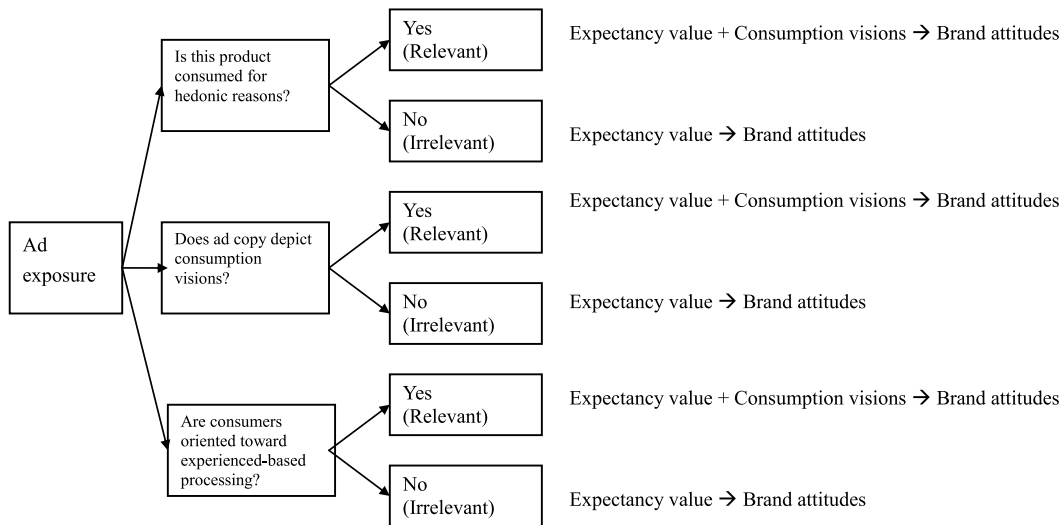 Ad
exposure
Is this product
consumed for
hedonic reasons?
Yes
(Relevant)
Expectancy value + Consumption visions → Brand attitudes
No
(Irrelevant)
Expectancy value → Brand attitudes
Does ad copy depict
consumption
visions?
Yes
(Relevant)
Expectancy value + Consumption visions → Brand attitudes
No
(Irrelevant)
Expectancy value → Brand attitudes
Are consumers
oriented toward
experienced-based
processing?
Yes
(Relevant)
Expectancy value + Consumption visions → Brand attitudes
No
(Irrelevant)
Expectancy value → Brand attitudes